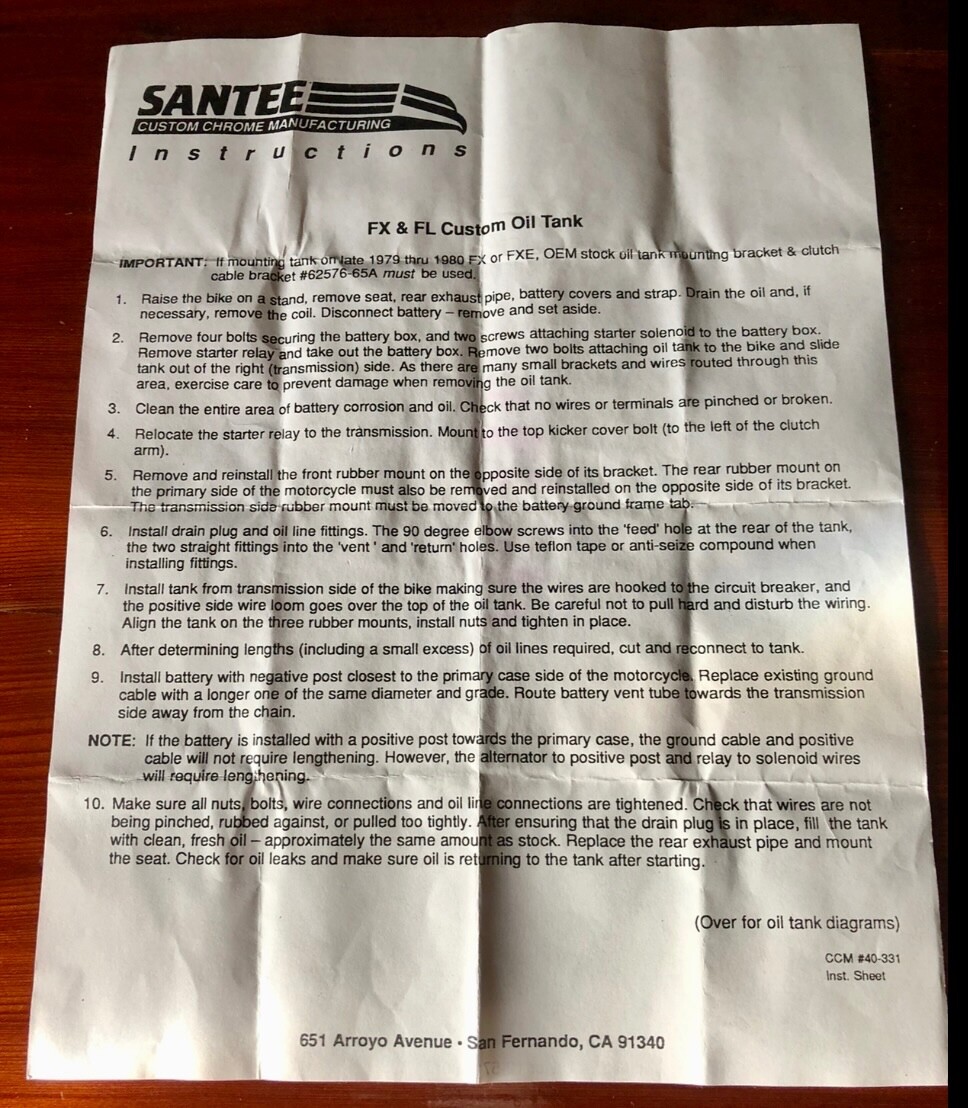 SANTEE
CUSTOM CHROME MANUFACTURING
Instructions
FX & FL Custom Oil Tank
IMPORTANT: If mounting tank on late 1979 thru 1980 FX or FXE, OEM stock oil tank mounting bracket & clutch
cable bracket #62576-65A must be used.
1. Raise the bike on a stand, remove seat, rear exhaust pipe, battery covers and strap. Drain the oil and, if
necessary, remove the coil. Disconnect battery – remove and set aside.
2. Remove four bolts securing the battery box, and two screws attaching starter solenoid to the battery box.
Remove starter relay and take out the battery box. Remove two bolts attaching oil tank to the bike and slide
tank out of the right (transmission) side. As there are many small brackets and wires routed through this
area, exercise care to prevent damage when removing the oil tank.
3. Clean the entire area of battery corrosion and oil. Check that no wires or terminals are pinched or broken.
4. Relocate the starter relay to the transmission. Mount to the top kicker cover bolt (to the left of the clutch
arm).
5. Remove and reinstall the front rubber mount on the opposite side of its bracket. The rear rubber mount on
the primary side of the motorcycle must also be removed and reinstalled on the opposite side of its bracket.
The transmission side rubber mount must be moved to the battery ground frame tab.
6. Install drain plug and oil line fittings. The 90 degree elbow screws into the 'feed' hole at the rear of the tank,
the two straight fittings into the 'vent ' and 'return' holes. Use teflon tape or anti-seize compound when
installing fittings.
7. Install tank from transmission side of the bike making sure the wires are hooked to the circuit breaker, and
the positive side wire loom goes over the top of the oil tank. Be careful not to pull hard and disturb the wiring.
Align the tank on the three rubber mounts, install nuts and tighten in place.
8. After determining lengths (including a small excess) of oil lines required, cut and reconnect to tank.
9. Install battery with negative post closest to the primary case side of the motorcycle. Replace existing ground
cable with a longer one of the same diameter and grade. Route battery vent tube towards the transmission
side away from the chain.
NOTE: If the battery is installed with a positive post towards the primary case, the ground cable and positive
cable will not require lengthening. However, the alternator to positive post and relay to solenoid wires
will require lengthening.
10. Make sure all nuts, bolts, wire connections and oil line connections are tightened. Check that wires are not
being pinched, rubbed against, or pulled too tightly. After ensuring that the drain plug is in place, fill the tank
with clean, fresh oil – approximately the same amount as stock. Replace the rear exhaust pipe and mount
the seat. Check for oil leaks and make sure oil is returning to the tank after starting.
(Over for oil tank diagrams)
CCM #40-331
Inst. Sheet
651 Arroyo Avenue • San Fernando, CA 91340